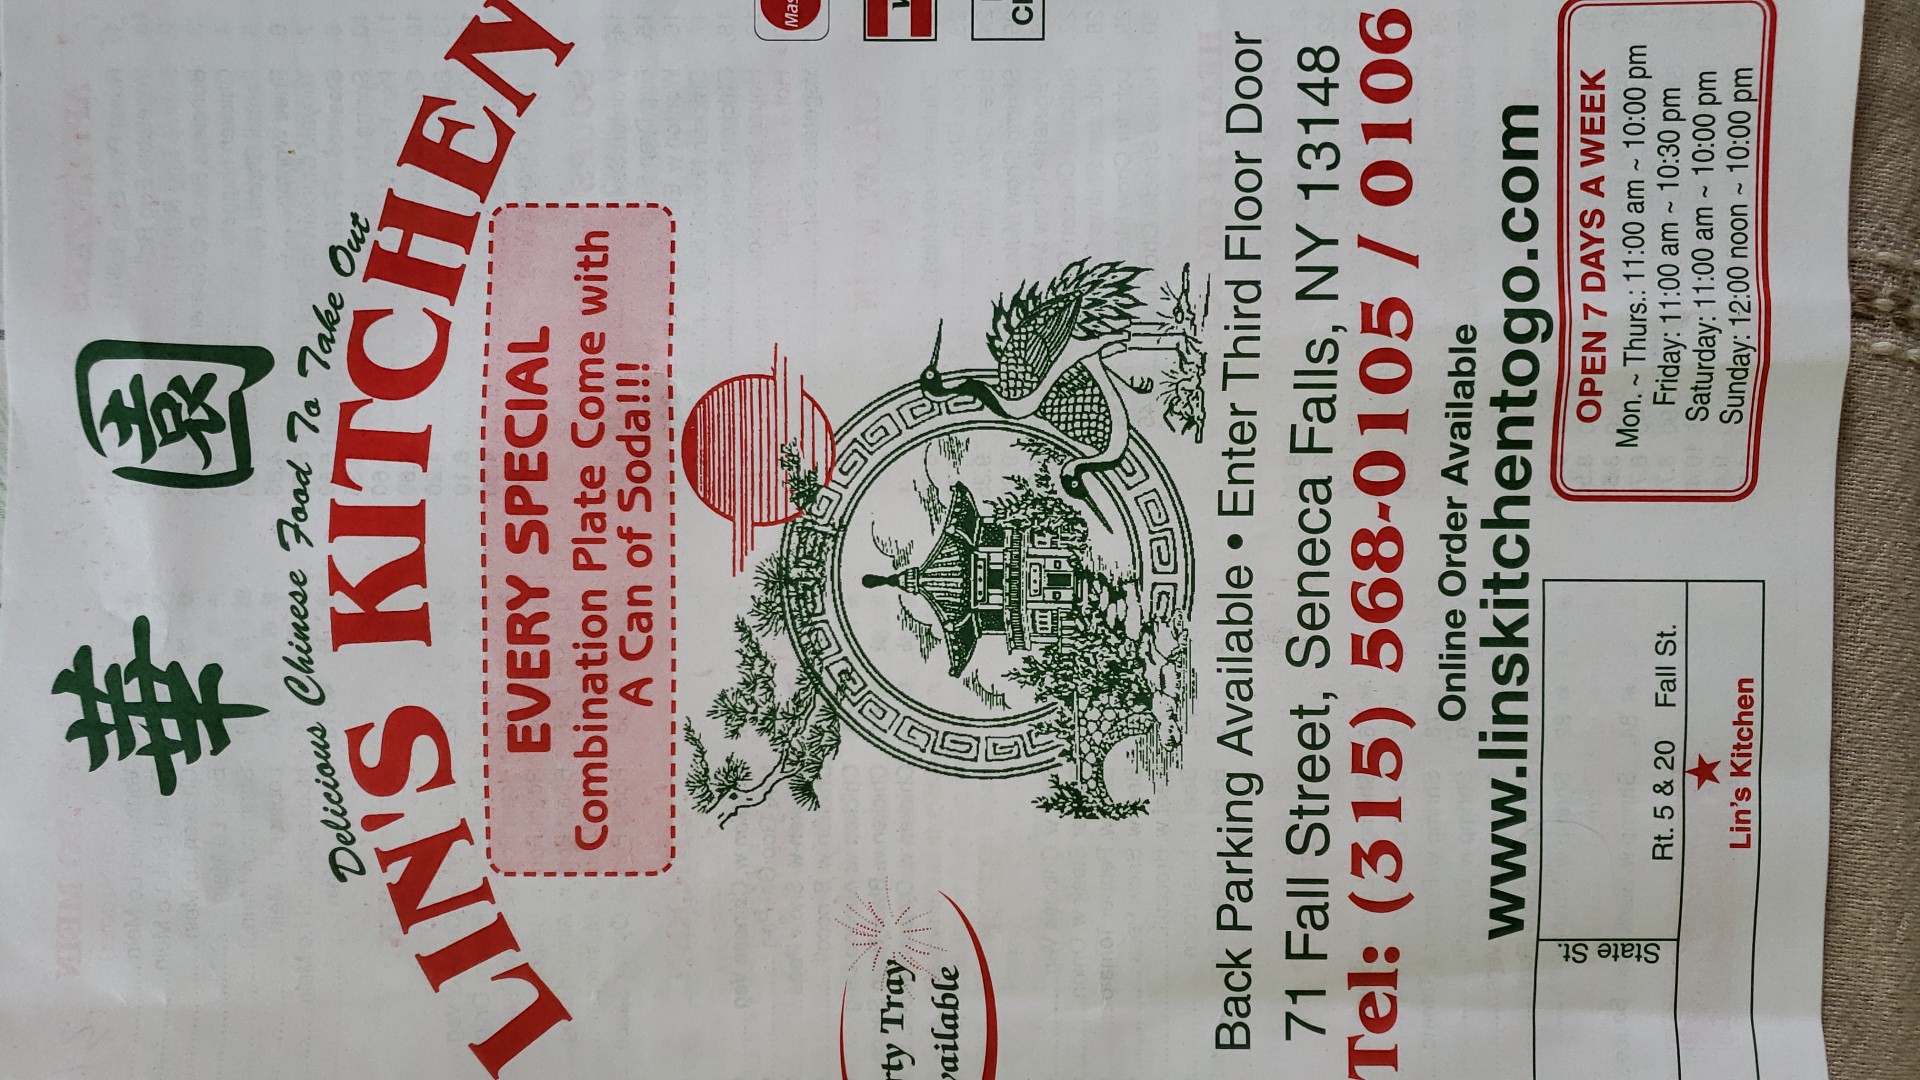 華 園
Delicious Chinese Food To Take Out
LIN'S KITCHEN
EVERY SPECIAL
Combination Plate Come with
A Can of Soda!!!
Back Parking Available • Enter Third Floor Door
71 Fall Street, Seneca Falls, NY 13148
Tel: (315) 568-0105 / 0106
Online Order Available
www.linskitchentogo.com
State St.
Rt. 5 & 20 Fall St.
Lin's Kitchen
OPEN 7 DAYS A WEEK
Mon. ~ Thurs.: 11:00 am ~ 10:00 pm
Friday: 11:00 am ~ 10:30 pm
Saturday: 11:00 am ~ 10:00 pm
Sunday: 12:00 noon ~ 10:00 pm
Tray